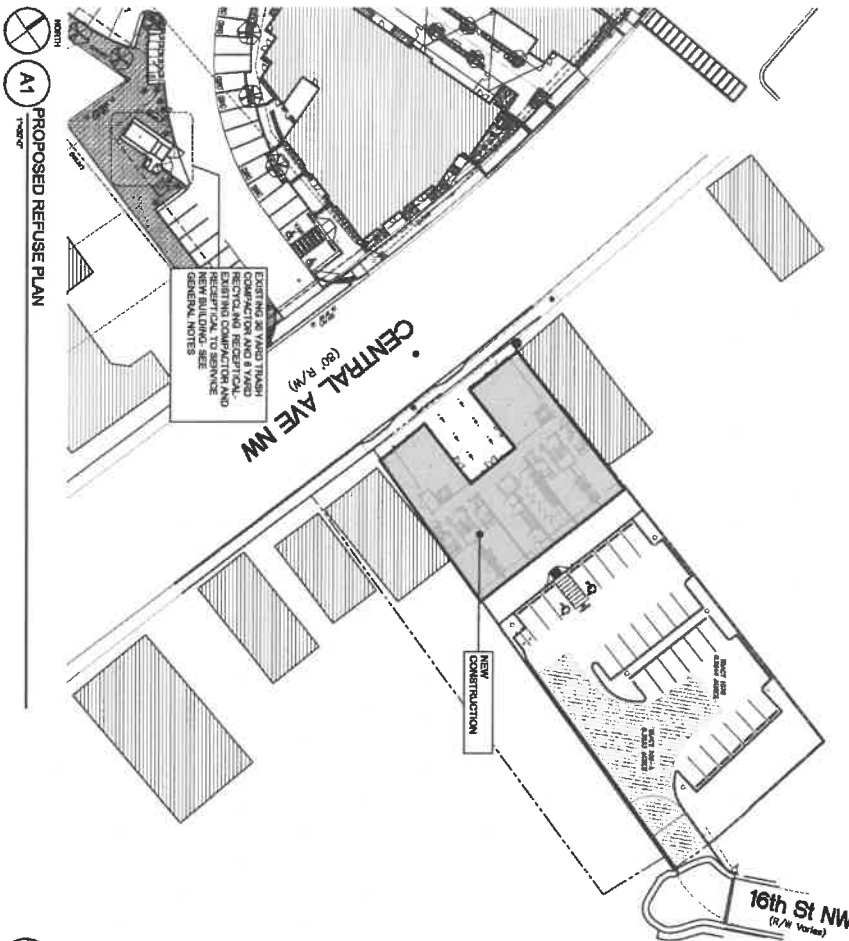 NORTH
A1
PROPOSED REFUSE PLAN
EXISTING 30 YARD TRASH
COMPACTOR AND 6 YARD
RECYCLING RECEPTICAL-
EXISTING COMPACTOR AND
RECEPTICAL TO SERVICE
NEW BUILDING- SEE
GENERAL NOTES
CENTRAL AVE NW
(80' R/W)
NEW
CONSTRUCTION
16th St NW
(R/W Varies)